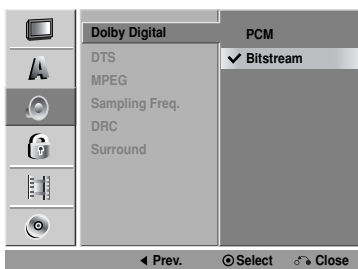 Dolby Digital
DTS
MPEG
Sampling Freq.
DRC
Surround
PCM
✓ Bitstream
◀ Prev.
Select
Close